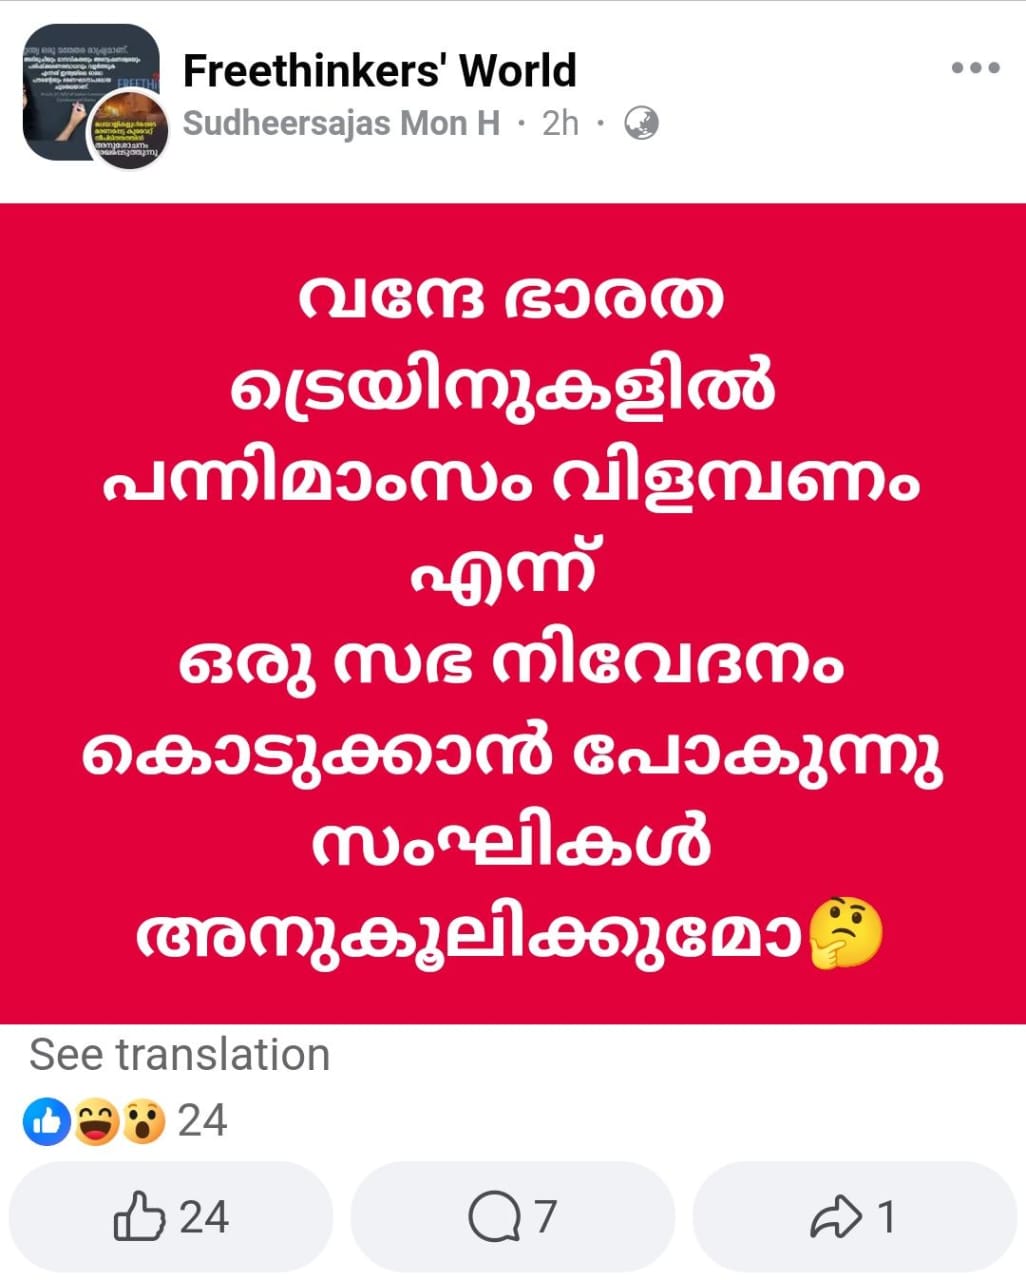 Freethinkers' World
Sudheersajas Mon H · 2h ·
വന്ദേ ഭാരത
ട്രെയിനുകളിൽ
പന്നിമാംസം വിളമ്പണം
എന്ന്
ഒരു സഭ നിവേദനം
കൊടുക്കാൻ പോകുന്നു
സംഘികൾ
അനുകൂലിക്കുമോ🤔
See translation
24
24
7
1